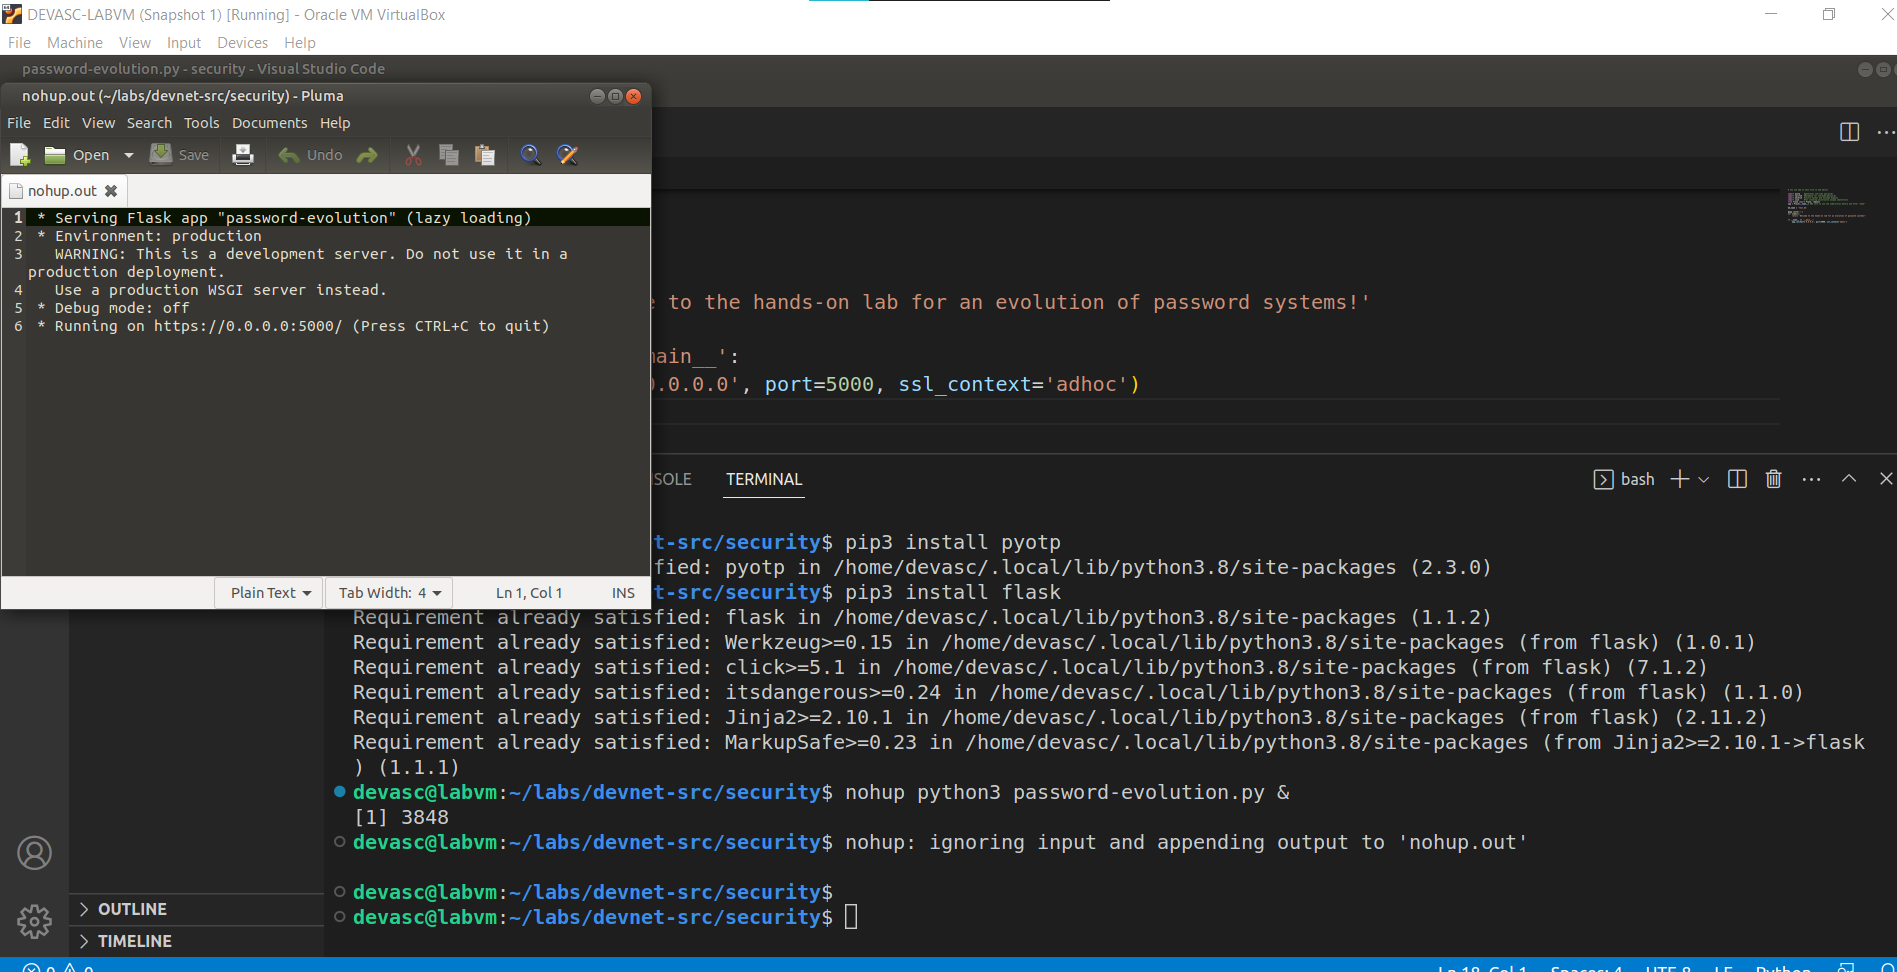 DEVASC-LABVM (Snapshot 1) [Running] - Oracle VM VirtualBox
File Machine View Input Devices Help
password-evolution.py - security - Visual Studio Code
nohup.out (~/labs/devnet-src/security) - Pluma
File Edit View Search Tools Documents Help
Open Save Undo
nohup.out
1 * Serving Flask app "password-evolution" (lazy loading)
2 * Environment: production
3 WARNING: This is a development server. Do not use it in a
production deployment.
4 Use a production WSGI server instead.
5 * Debug mode: off
6 * Running on https://0.0.0.0:5000/ (Press CTRL+C to quit)
Plain Text Tab Width: 4 Ln 1, Col 1 INS
e to the hands-on lab for an evolution of password systems!'
main__':
0.0.0.0', port=5000, ssl_context='adhoc')
SOLE TERMINAL bash
t-src/security$ pip3 install pyotp
fied: pyotp in /home/devasc/.local/lib/python3.8/site-packages (2.3.0)
t-src/security$ pip3 install flask
Requirement already satisfied: flask in /home/devasc/.local/lib/python3.8/site-packages (1.1.2)
Requirement already satisfied: Werkzeug>=0.15 in /home/devasc/.local/lib/python3.8/site-packages (from flask) (1.0.1)
Requirement already satisfied: click>=5.1 in /home/devasc/.local/lib/python3.8/site-packages (from flask) (7.1.2)
Requirement already satisfied: itsdangerous>=0.24 in /home/devasc/.local/lib/python3.8/site-packages (from flask) (1.1.0)
Requirement already satisfied: Jinja2>=2.10.1 in /home/devasc/.local/lib/python3.8/site-packages (from flask) (2.11.2)
Requirement already satisfied: MarkupSafe>=0.23 in /home/devasc/.local/lib/python3.8/site-packages (from Jinja2>=2.10.1->flask
) (1.1.1)
devasc@labvm:~/labs/devnet-src/security$ nohup python3 password-evolution.py &
[1] 3848
devasc@labvm:~/labs/devnet-src/security$ nohup: ignoring input and appending output to 'nohup.out'
devasc@labvm:~/labs/devnet-src/security$
devasc@labvm:~/labs/devnet-src/security$
OUTLINE
TIMELINE
0 0 Ln 18, Col 1 Spaces: 4 UTF-8 LF Python